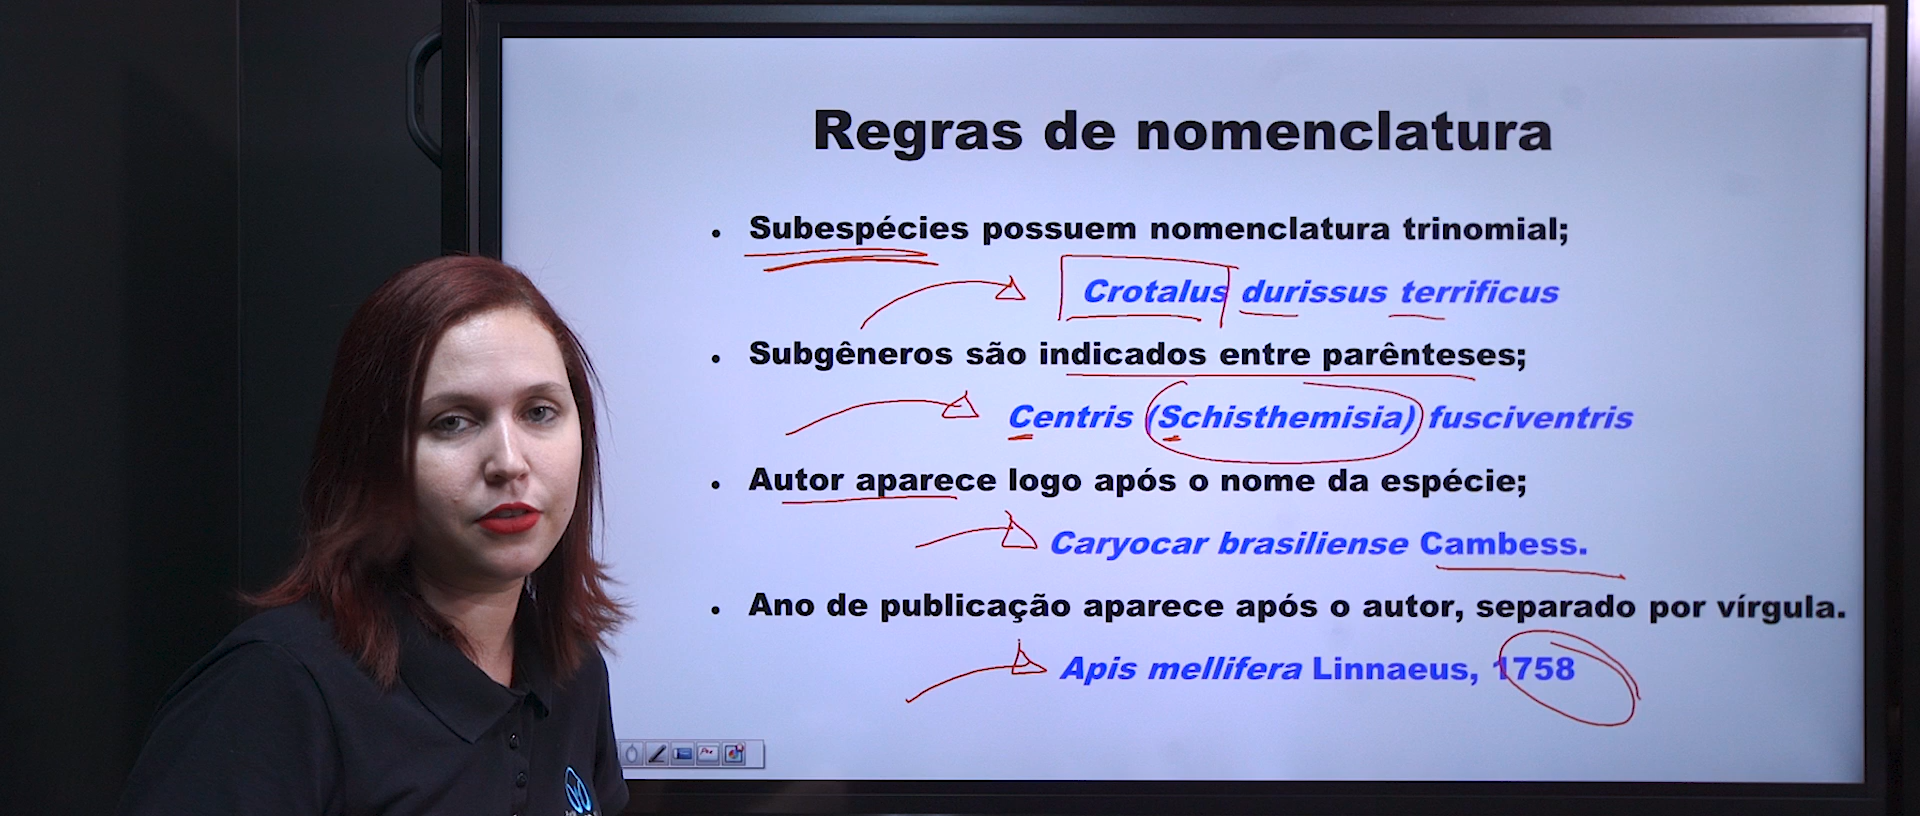 Regras de nomenclatura
• Subespécies possuem nomenclatura trinomial;
Crotalus durissus terrificus
• Subgêneros são indicados entre parênteses;
Centris (Schisthemisia) fusciventris
• Autor aparece logo após o nome da espécie;
Caryocar brasiliense Cambess.
• Ano de publicação aparece após o autor, separado por vírgula.
Apis mellifera Linnaeus, 1758